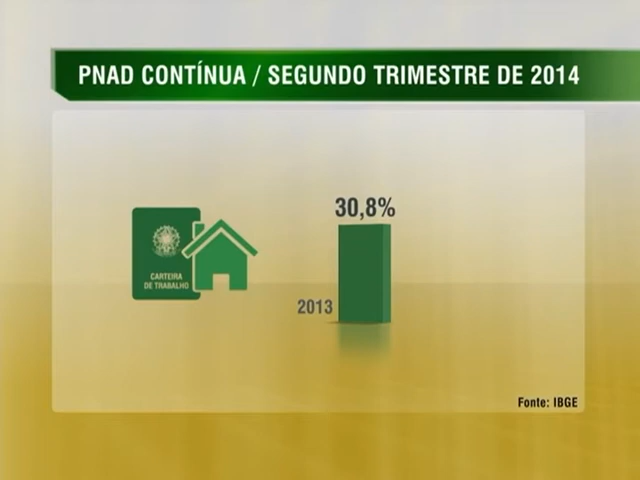 PNAD CONTÍNUA / SEGUNDO TRIMESTRE DE 2014
30,8%
CARTEIRA
DE TRABALHO
2013
Fonte: IBGE